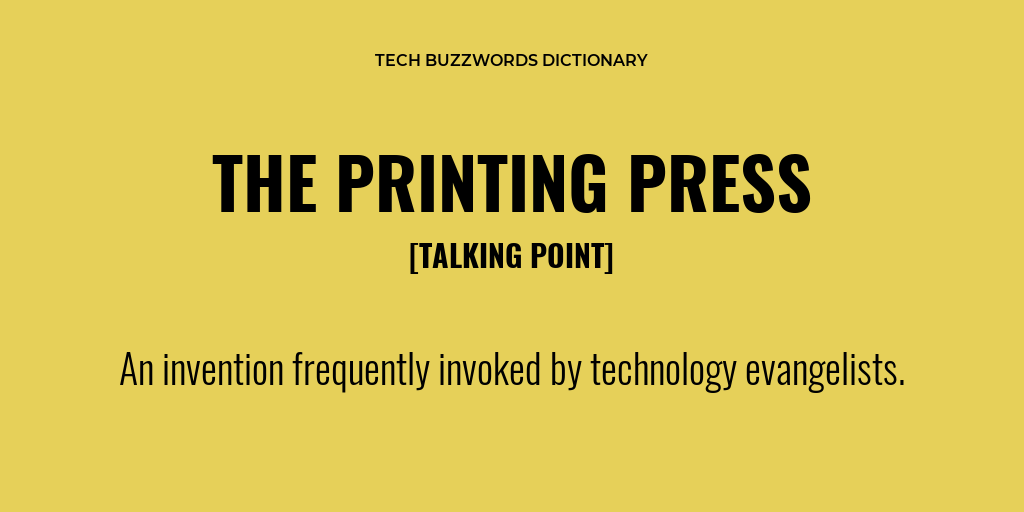 TECH BUZZWORDS DICTIONARY
THE PRINTING PRESS
[TALKING POINT]
An invention frequently invoked by technology evangelists.